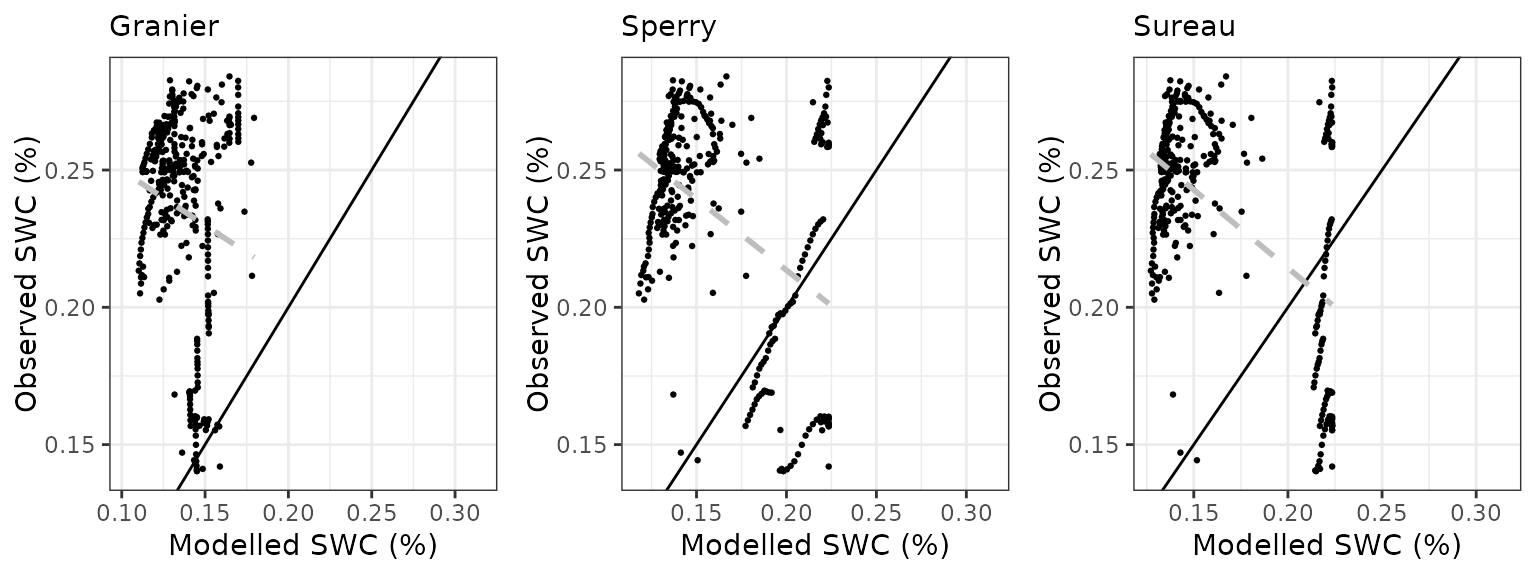 Granier
Observed SWC (%)
0.25
0.20
0.15
0.10 0.15 0.20 0.25 0.30
Modelled SWC (%)
Sperry
Observed SWC (%)
0.25
0.20
0.15
0.15 0.20 0.25 0.30
Modelled SWC (%)
Sureau
Observed SWC (%)
0.25
0.20
0.15
0.15 0.20 0.25 0.30
Modelled SWC (%)